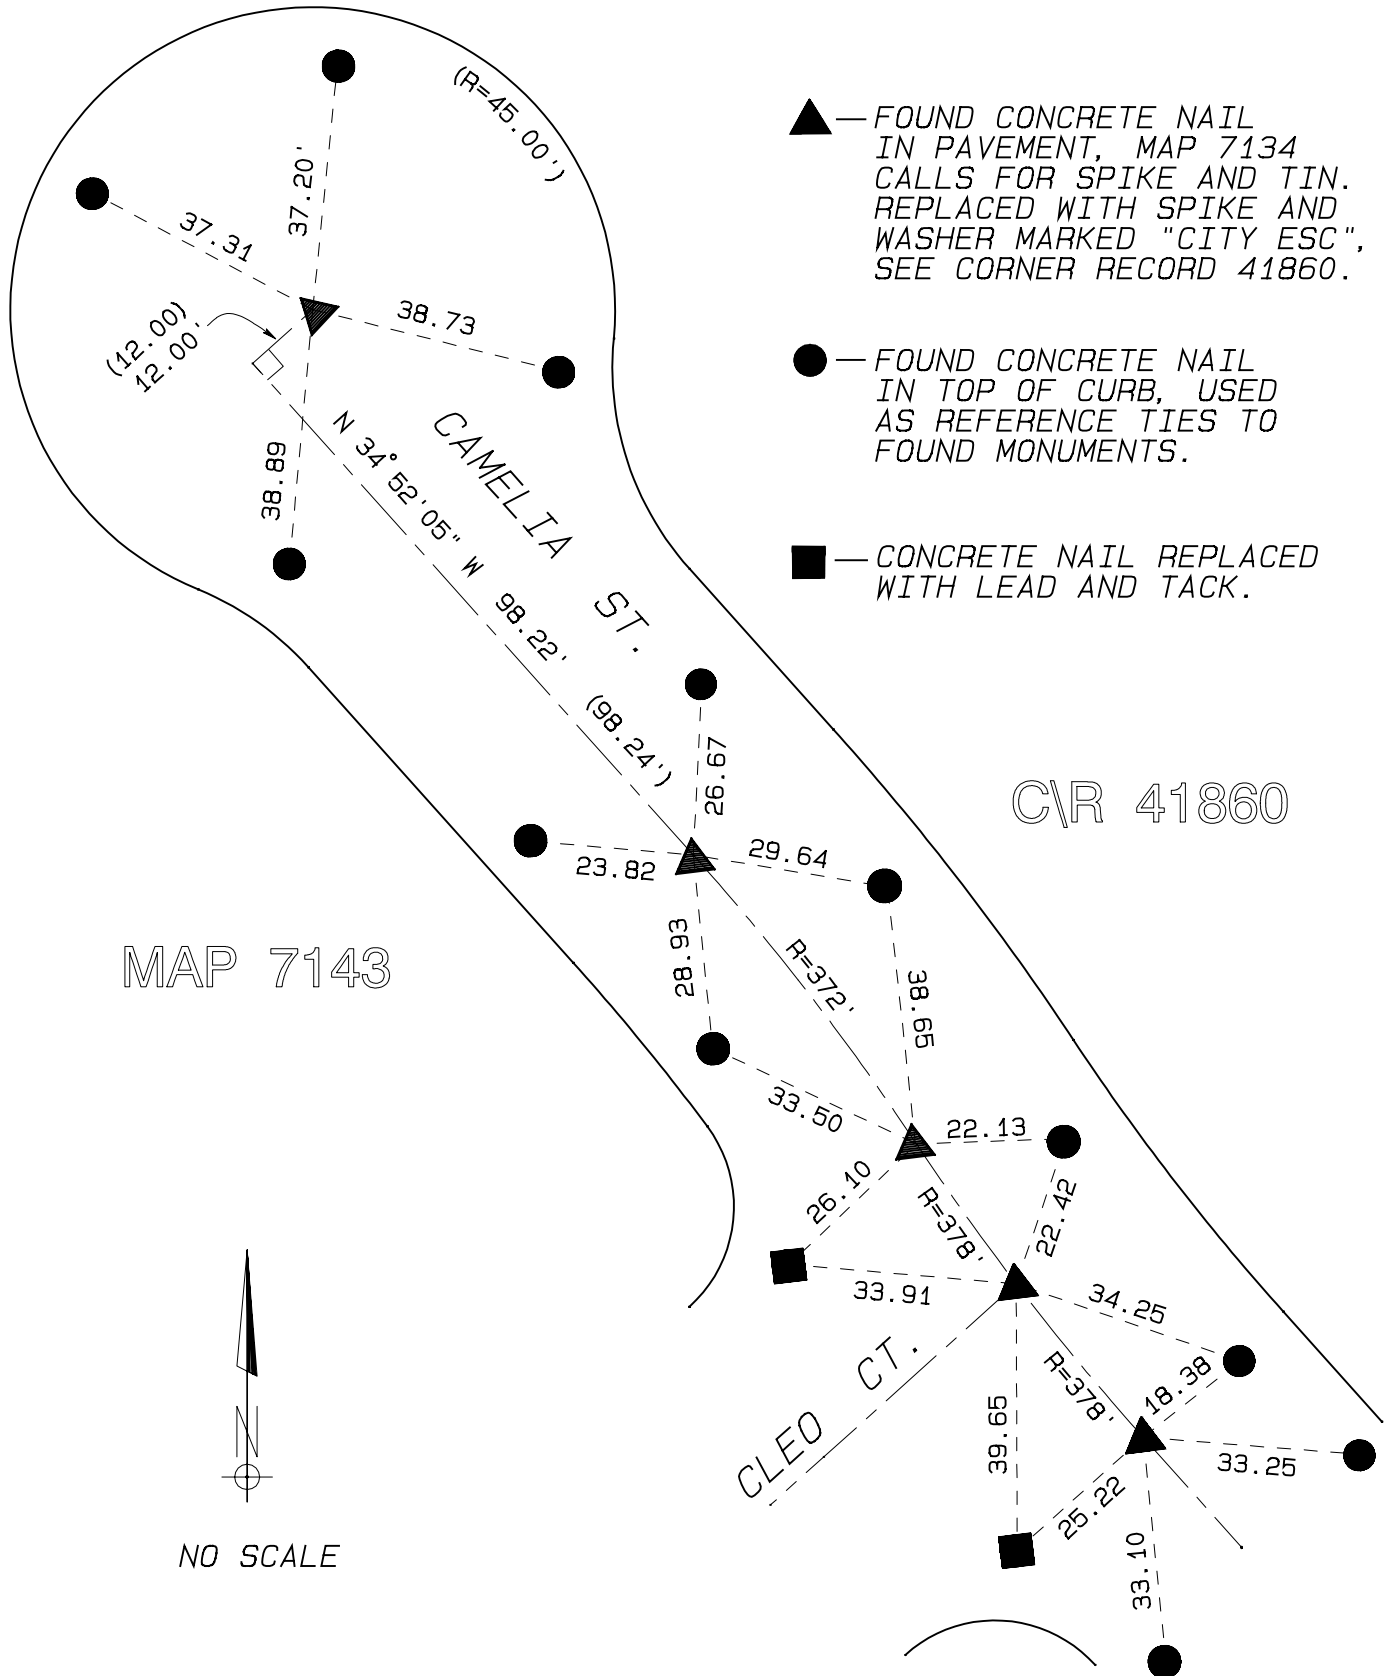 (R=45.00')
37.20'
37.31
38.73
(12.00)
12.00'
38.89
N 34°52'05" W 98.22' (98.24')
CAMELIA ST.
FOUND CONCRETE NAIL
IN PAVEMENT, MAP 7134
CALLS FOR SPIKE AND TIN.
REPLACED WITH SPIKE AND
WASHER MARKED "CITY ESC",
SEE CORNER RECORD 41860.
FOUND CONCRETE NAIL
IN TOP OF CURB, USED
AS REFERENCE TIES TO
FOUND MONUMENTS.
CONCRETE NAIL REPLACED
WITH LEAD AND TACK.
26.67
C\R 41860
29.64
23.82
28.93
MAP 7143
R=372'
38.65
33.50
22.13
26.10
R=378'
22.42
33.91
34.25
CLEO CT.
R=378'
18.38
39.65
33.25
25.22
33.10
N
NO SCALE